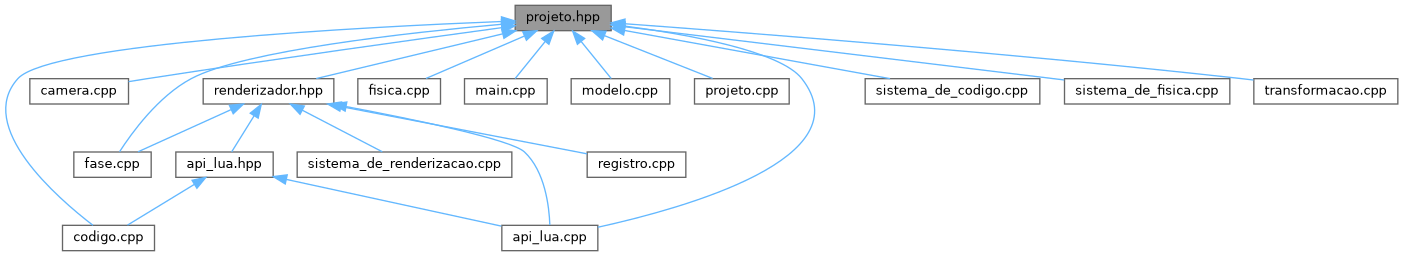 projeto.hpp
camera.cpp
renderizador.hpp
fisica.cpp
main.cpp
modelo.cpp
projeto.cpp
sistema_de_codigo.cpp
sistema_de_fisica.cpp
transformacao.cpp
fase.cpp
api_lua.hpp
sistema_de_renderizacao.cpp
registro.cpp
codigo.cpp
api_lua.cpp